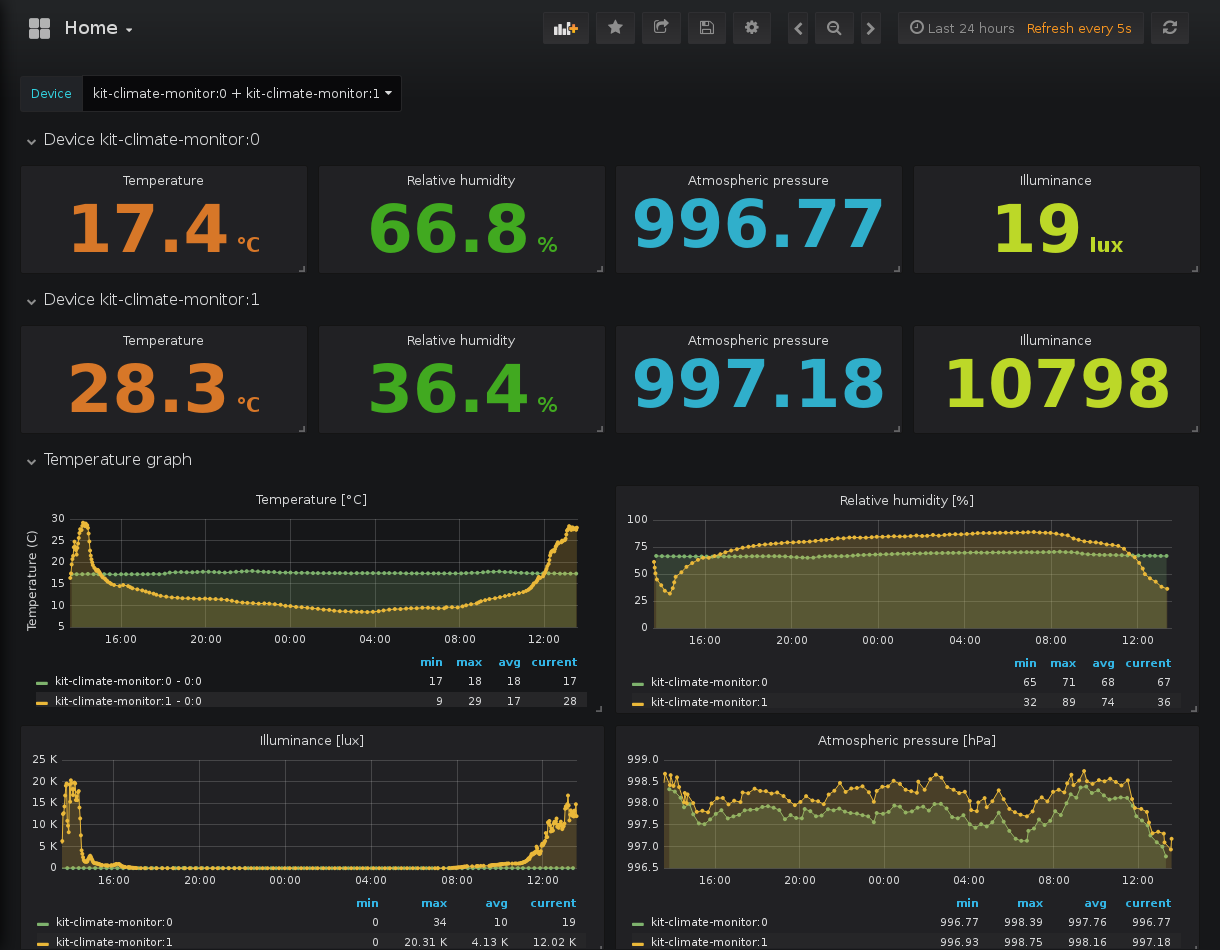 Home
Last 24 hours Refresh every 5s
Device kit-climate-monitor:0 + kit-climate-monitor:1
Device kit-climate-monitor:0
Temperature Relative humidity Atmospheric pressure Illuminance
17.4 °C 66.8 % 996.77 19 lux
Device kit-climate-monitor:1
Temperature Relative humidity Atmospheric pressure Illuminance
28.3 °C 36.4 % 997.18 10798
Temperature graph
Temperature [°C]
Temperature (C)
30
25
20
15
10
5
16:00 20:00 00:00 04:00 08:00 12:00
min max avg current
kit-climate-monitor:0 - 0:0 17 18 18 17
kit-climate-monitor:1 - 0:0 9 29 17 28
Relative humidity [%]
100
75
50
25
0
16:00 20:00 00:00 04:00 08:00 12:00
min max avg current
kit-climate-monitor:0 65 71 68 67
kit-climate-monitor:1 32 89 74 36
Illuminance [lux]
25 K
20 K
15 K
10 K
5 K
0
16:00 20:00 00:00 04:00 08:00 12:00
min max avg current
kit-climate-monitor:0 0 34 10 19
kit-climate-monitor:1 0 20.31 K 4.13 K 12.02 K
Atmospheric pressure [hPa]
999.0
998.5
998.0
997.5
997.0
996.5
16:00 20:00 00:00 04:00 08:00 12:00
min max avg current
kit-climate-monitor:0 996.77 998.39 997.76 996.77
kit-climate-monitor:1 996.93 998.75 998.16 997.18